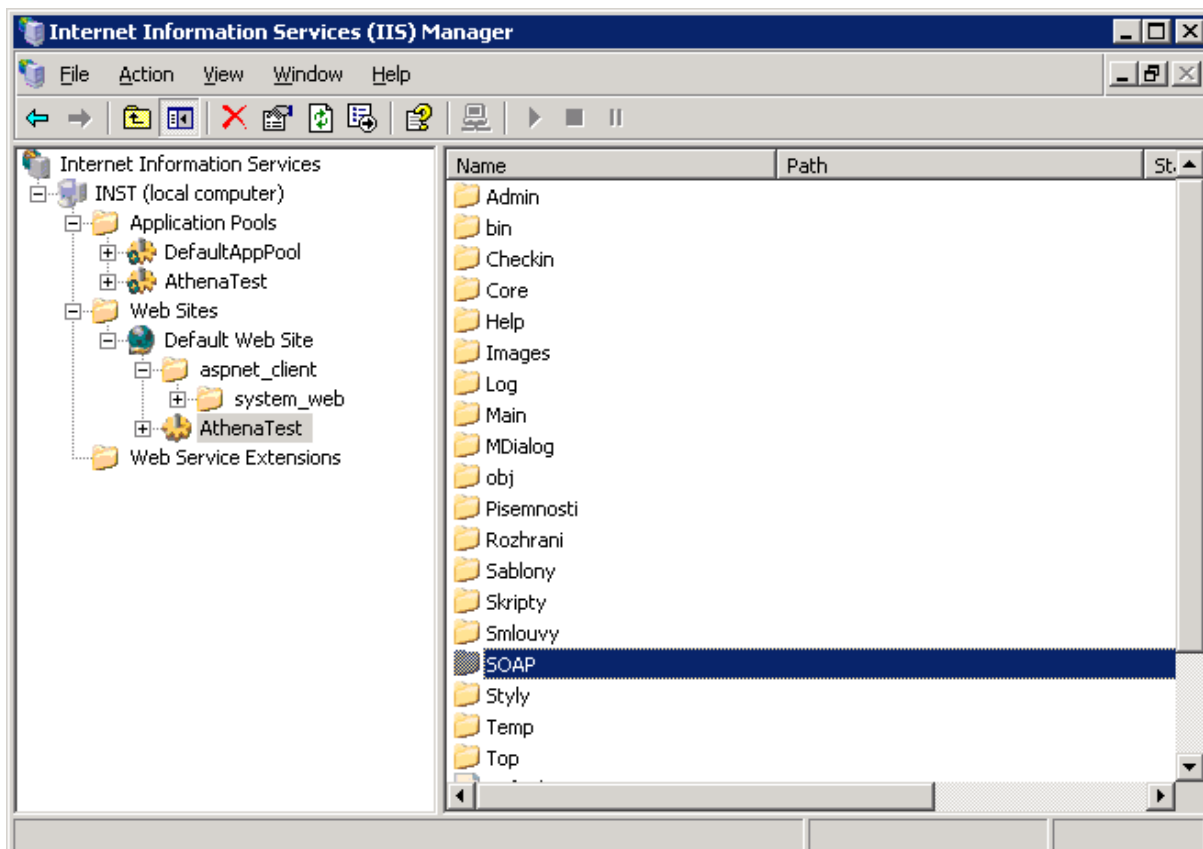 Internet Information Services (IIS) Manager
File Action View Window Help
Internet Information Services
INST (local computer)
Application Pools
DefaultAppPool
AthenaTest
Web Sites
Default Web Site
aspnet_client
system_web
AthenaTest
Web Service Extensions
Name Path St
Admin
bin
Checkin
Core
Help
Images
Log
Main
MDialog
obj
Pisemnosti
Rozhrani
Sablony
Skripty
Smlouvy
SOAP
Styly
Temp
Top